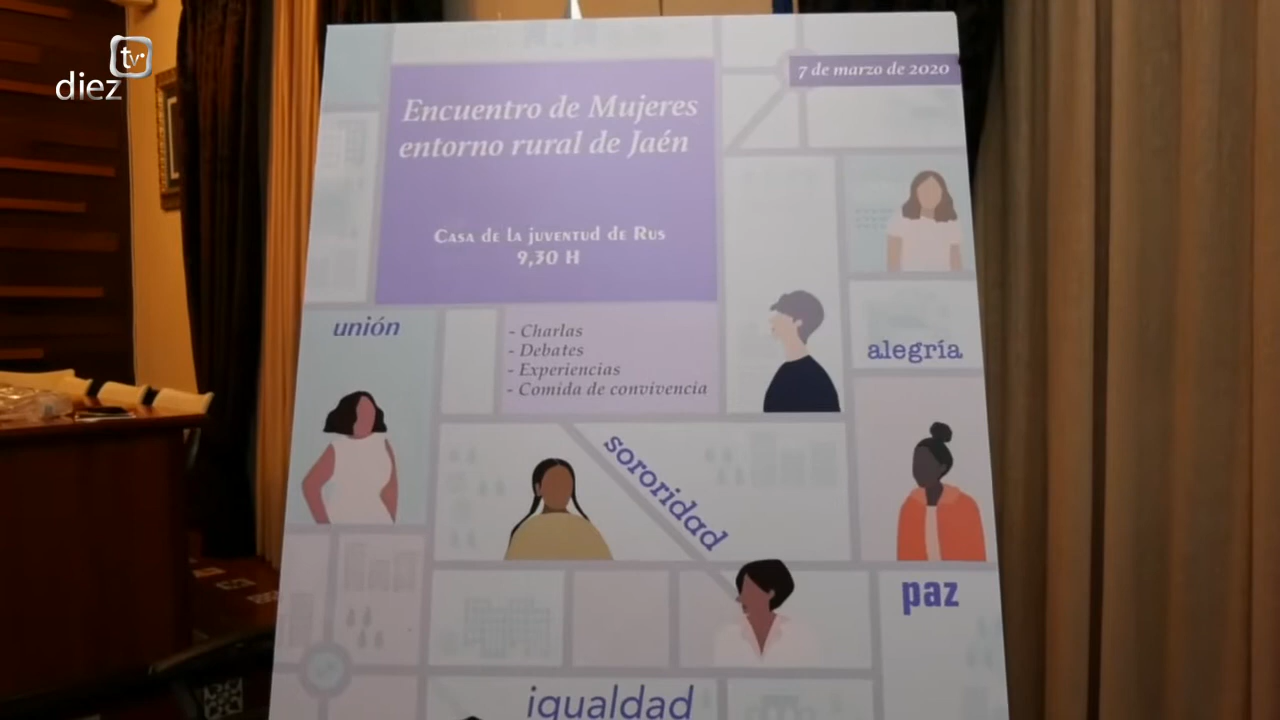 diez tv
7 de marzo de 2020
Encuentro de Mujeres
entorno rural de Jaén
Casa de la juventud de Rus
9,30 H
unión
- Charlas
- Debates
- Experiencias
- Comida de convivencia
alegría
sororidad
paz
igualdad